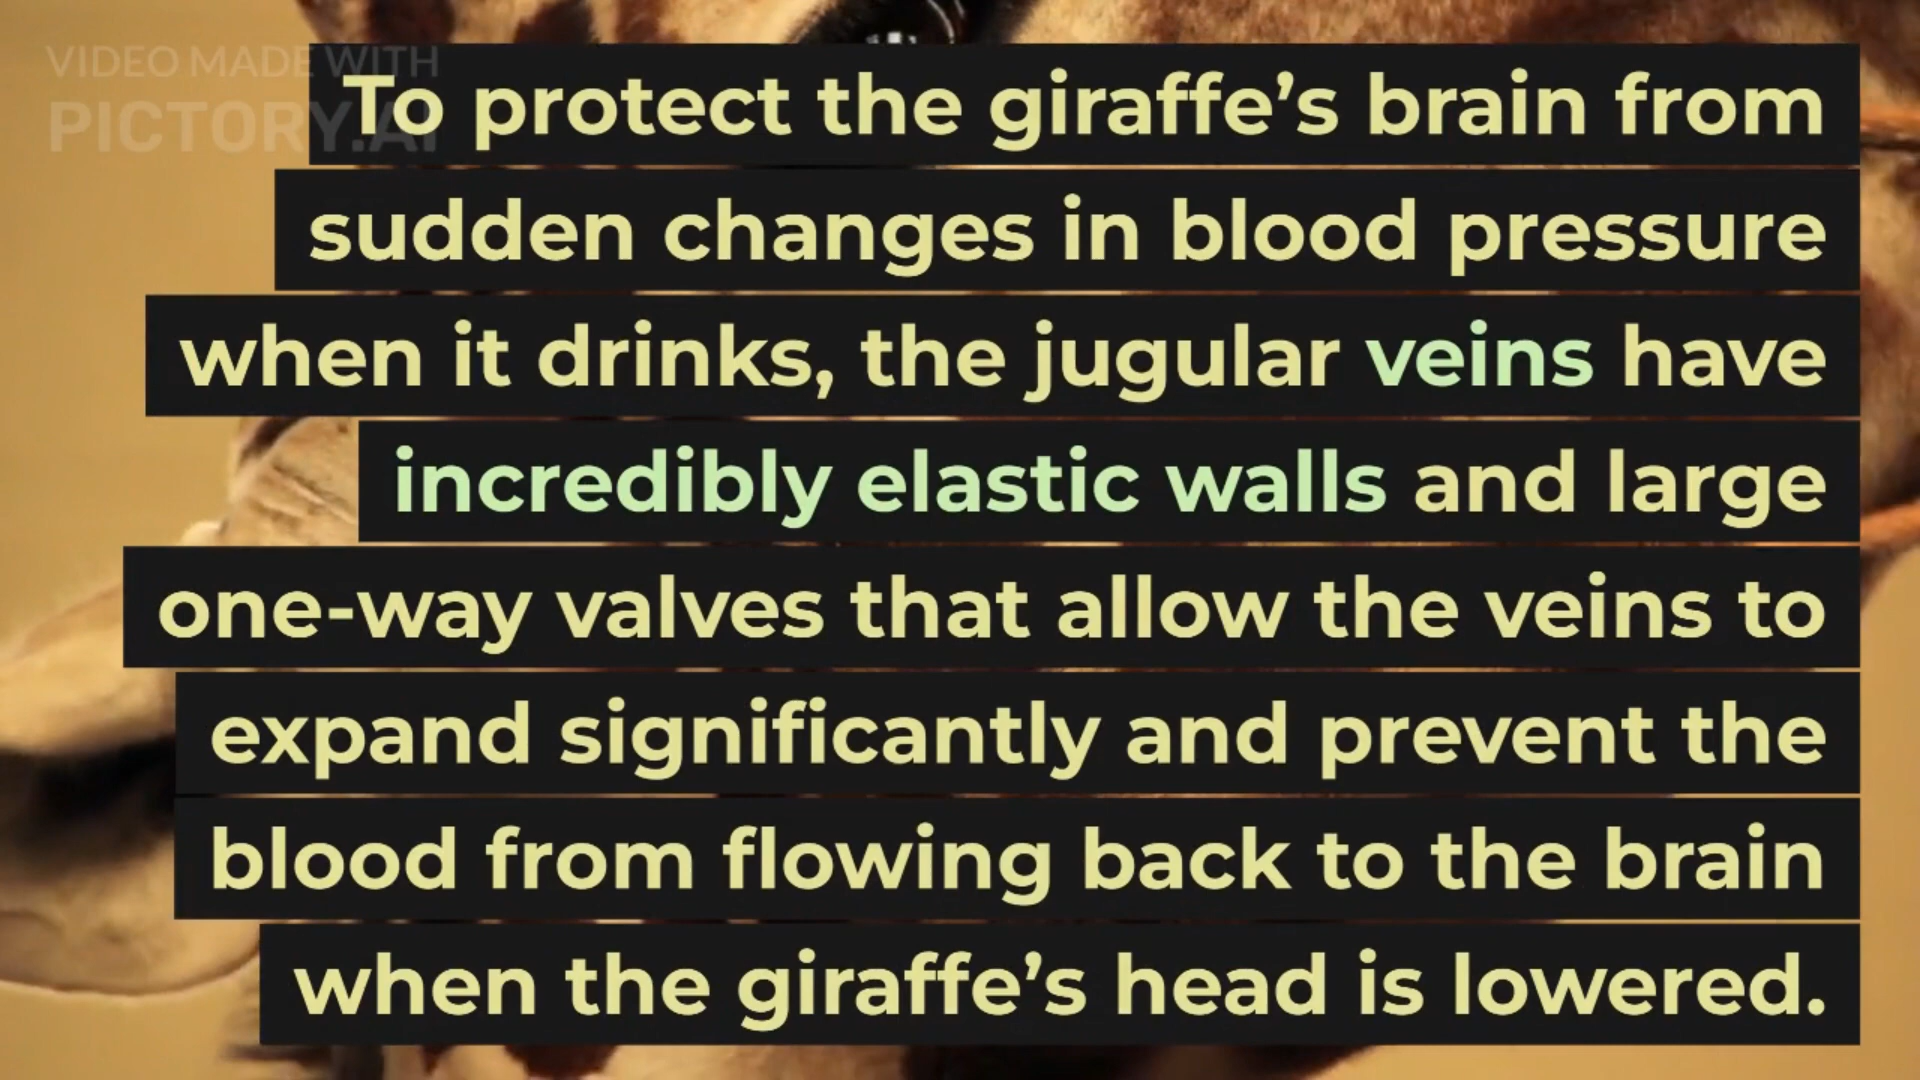 VIDEO MADE WITH
PICTORY.AI
To protect the giraffe’s brain from
sudden changes in blood pressure
when it drinks, the jugular veins have
incredibly elastic walls and large
one-way valves that allow the veins to
expand significantly and prevent the
blood from flowing back to the brain
when the giraffe’s head is lowered.